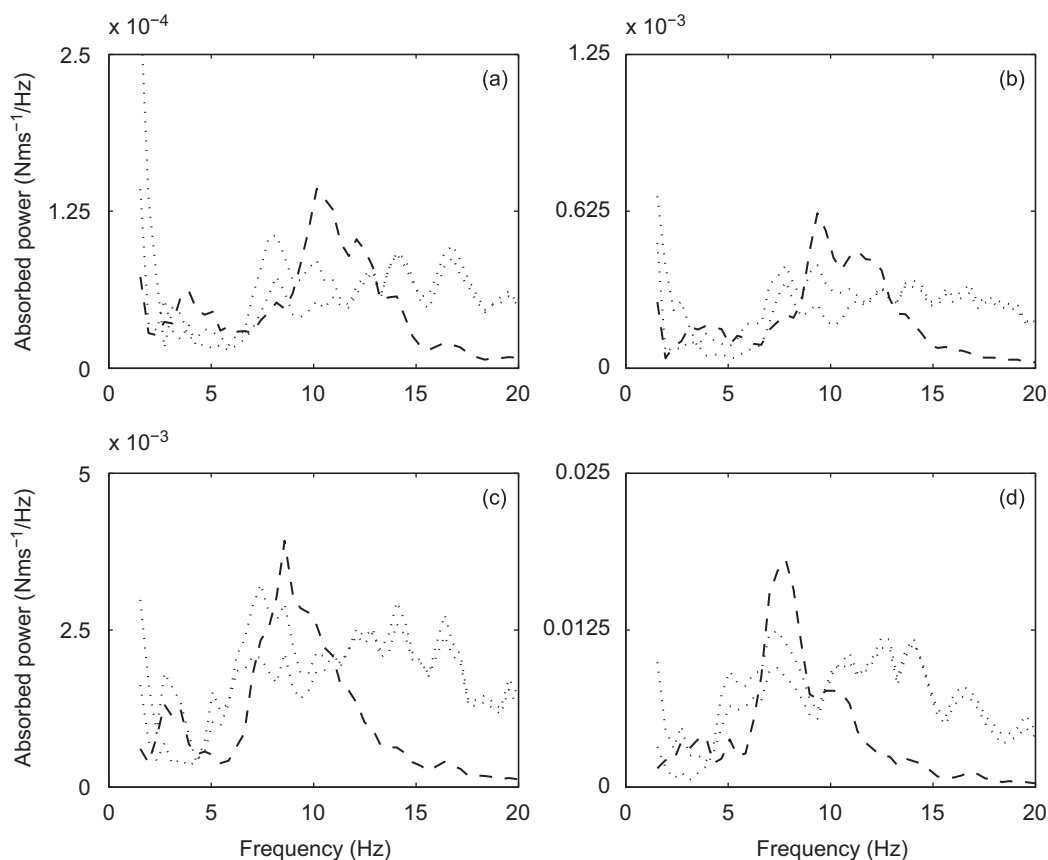 x 10⁻⁴
x 10⁻³
2.5
1.25
0
(a)
1.25
0.625
0
(b)
0 5 10 15 20
0 5 10 15 20
Absorbed power (Nms⁻¹/Hz)
x 10⁻³
5
2.5
0
(c)
0.025
0.0125
0
(d)
0 5 10 15 20
0 5 10 15 20
Absorbed power (Nms⁻¹/Hz)
Frequency (Hz)
Frequency (Hz)